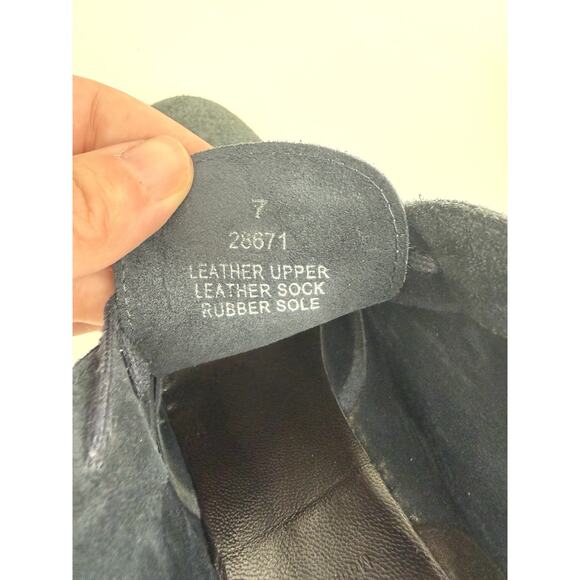 7
28671
LEATHER UPPER
LEATHER SOCK
RUBBER SOLE